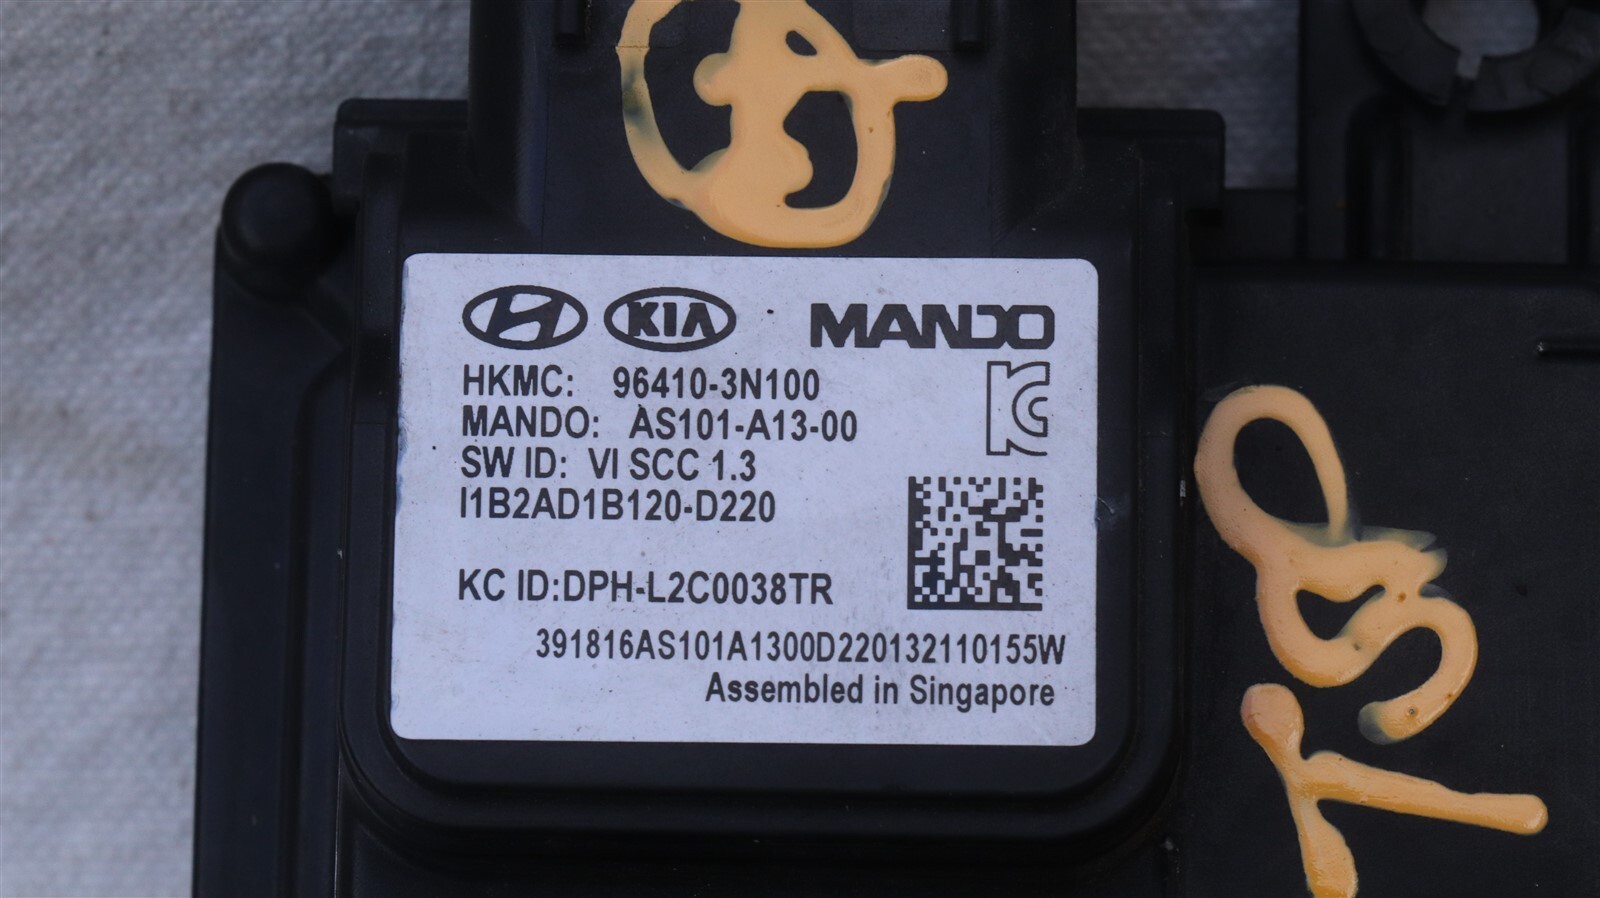 KIA MANDO
HKMC: 96410-3N100
MANDO: AS101-A13-00
SW ID: VI SCC 1.3
I1B2AD1B120-D220
KC ID:DPH-L2C0038TR
391816AS101A1300D220132110155W
Assembled in Singapore